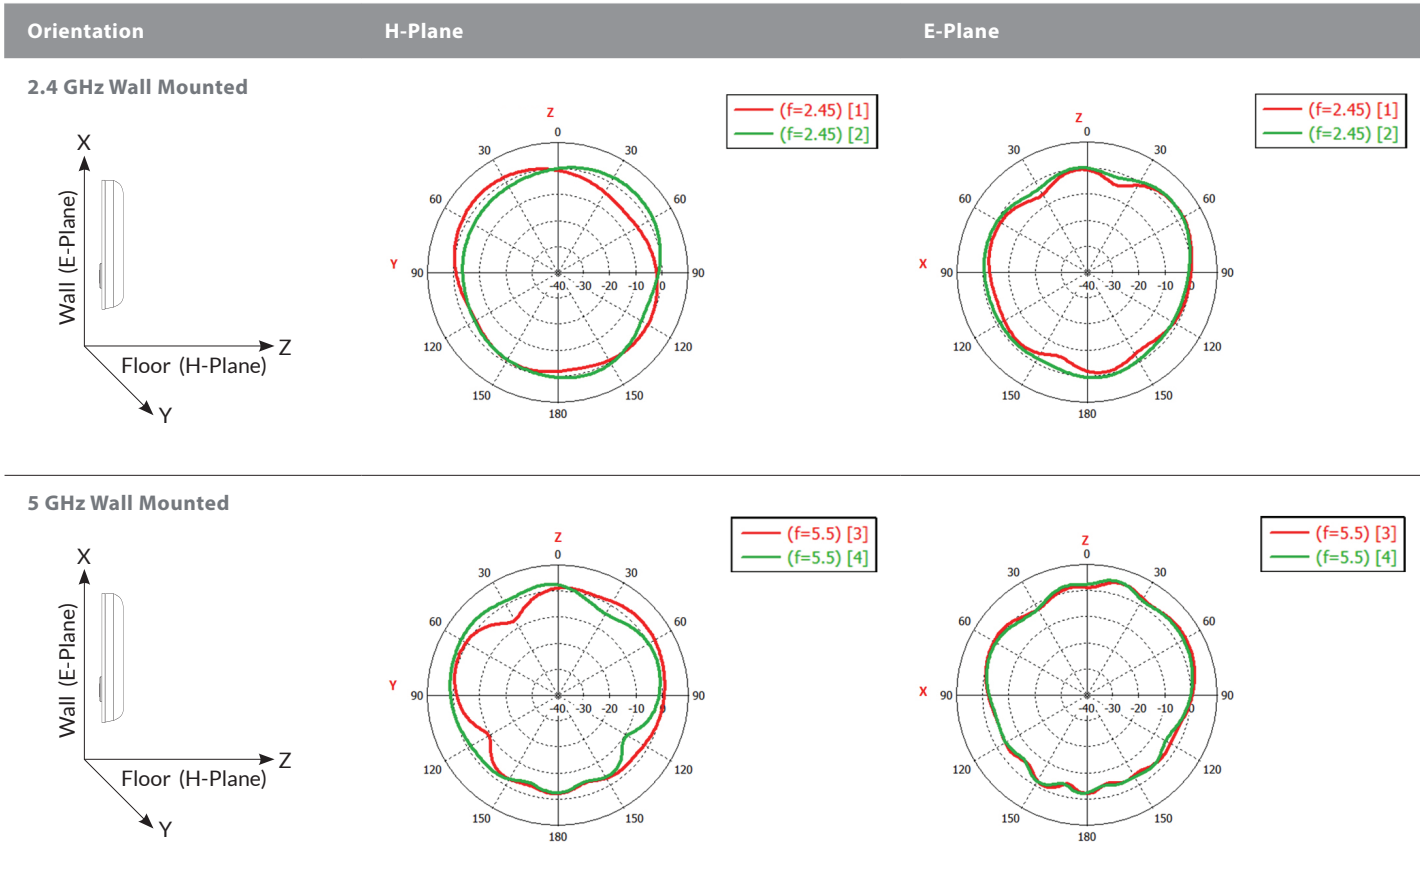 Orientation H-Plane E-Plane
2.4 GHz Wall Mounted
X
Wall (E-Plane)
Z
Floor (H-Plane)
Y
(f=2.45) [1]
(f=2.45) [2]
Z
0
30 30
60 60
Y 90 90
-40 -30 -20 -10 0
120 120
150 150
180
(f=2.45) [1]
(f=2.45) [2]
Z
0
30 30
60 60
X 90 90
-40 -30 -20 -10 0
120 120
150 150
180
5 GHz Wall Mounted
X
Wall (E-Plane)
Z
Floor (H-Plane)
Y
(f=5.5) [3]
(f=5.5) [4]
Z
0
30 30
60 60
Y 90 90
-40 -30 -20 -10 0
120 120
150 150
180
(f=5.5) [3]
(f=5.5) [4]
Z
0
30 30
60 60
X 90 90
-40 -30 -20 -10 0
120 120
150 150
180